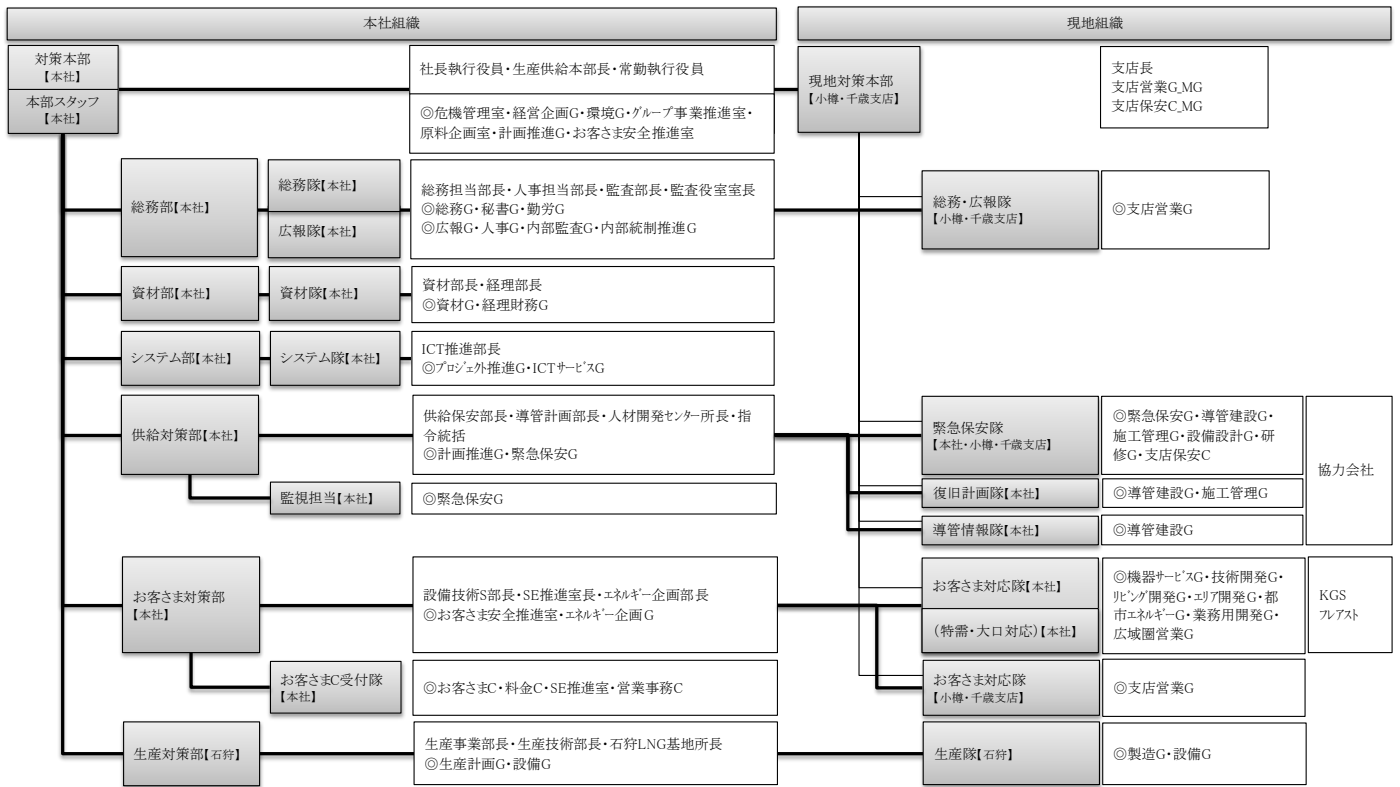 本社組織
現地組織
対策本部
【本社】
本部スタッフ
【本社】
社長執行役員・生産供給本部長・常勤執行役員
◎危機管理室・経営企画G・環境G・グループ事業推進室・
原料企画室・計画推進G・お客さま安全推進室
現地対策本部
【小樽・千歳支店】
支店長
支店営業G_MG
支店保安C_MG
総務部【本社】
総務隊【本社】
広報隊【本社】
総務担当部長・人事担当部長・監査部長・監査役室室長
◎総務G・秘書G・勤労G
◎広報G・人事G・内部監査G・内部統制推進G
総務・広報隊
【小樽・千歳支店】
◎支店営業G
資材部【本社】
資材隊【本社】
資材部長・経理部長
◎資材G・経理財務G
システム部【本社】
システム隊【本社】
ICT推進部長
◎プロジェクト推進G・ICTサービスG
供給対策部【本社】
供給保安部長・導管計画部長・人材開発センター所長・指
令統括
◎計画推進G・緊急保安G
監視担当【本社】
◎緊急保安G
緊急保安隊
【本社・小樽・千歳支店】
◎緊急保安G・導管建設G・
施工管理G・設備設計G・研
修G・支店保安C
復旧計画隊【本社】
◎導管建設G・施工管理G
導管情報隊【本社】
◎導管建設G
協力会社
お客さま対策部
【本社】
設備技術S部長・SE推進室長・エネルギー企画部長
◎お客さま安全推進室・エネルギー企画G
お客さまC受付隊
【本社】
◎お客さまC・料金C・SE推進室・営業事務C
お客さま対応隊【本社】
(特需・大口対応)【本社】
◎機器サービスG・技術開発G・
リビング開発G・エリア開発G・都
市エネルギーG・業務用開発G・
広域圏営業G
KGS
フレアスト
お客さま対応隊
【小樽・千歳支店】
◎支店営業G
生産対策部【石狩】
生産事業部長・生産技術部長・石狩LNG基地所長
◎生産計画G・設備G
生産隊【石狩】
◎製造G・設備G